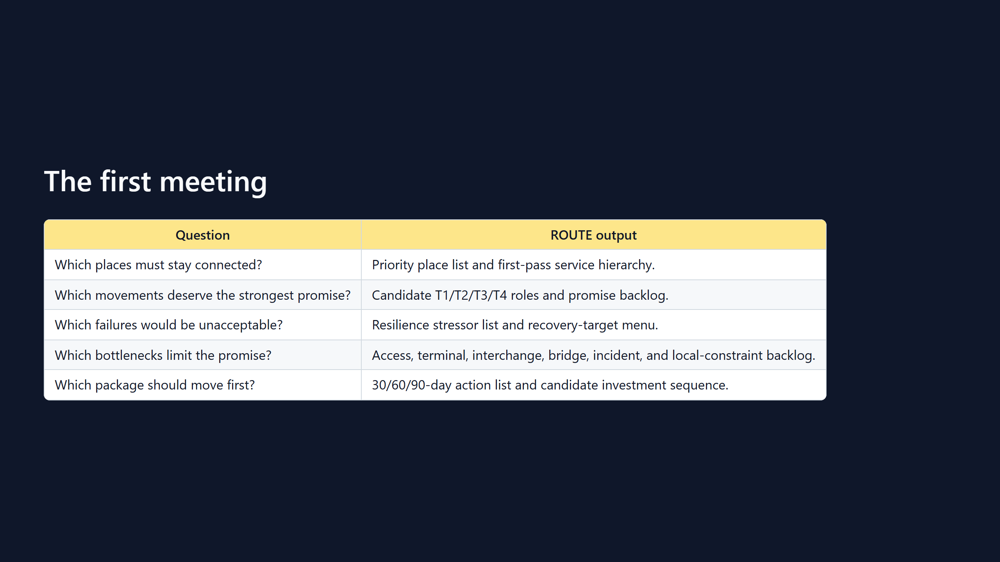 The first meeting
Question ROUTE output
Which places must stay connected? Priority place list and first-pass service hierarchy.
Which movements deserve the strongest promise? Candidate T1/T2/T3/T4 roles and promise backlog.
Which failures would be unacceptable? Resilience stressor list and recovery-target menu.
Which bottlenecks limit the promise? Access, terminal, interchange, bridge, incident, and local-constraint backlog.
Which package should move first? 30/60/90-day action list and candidate investment sequence.